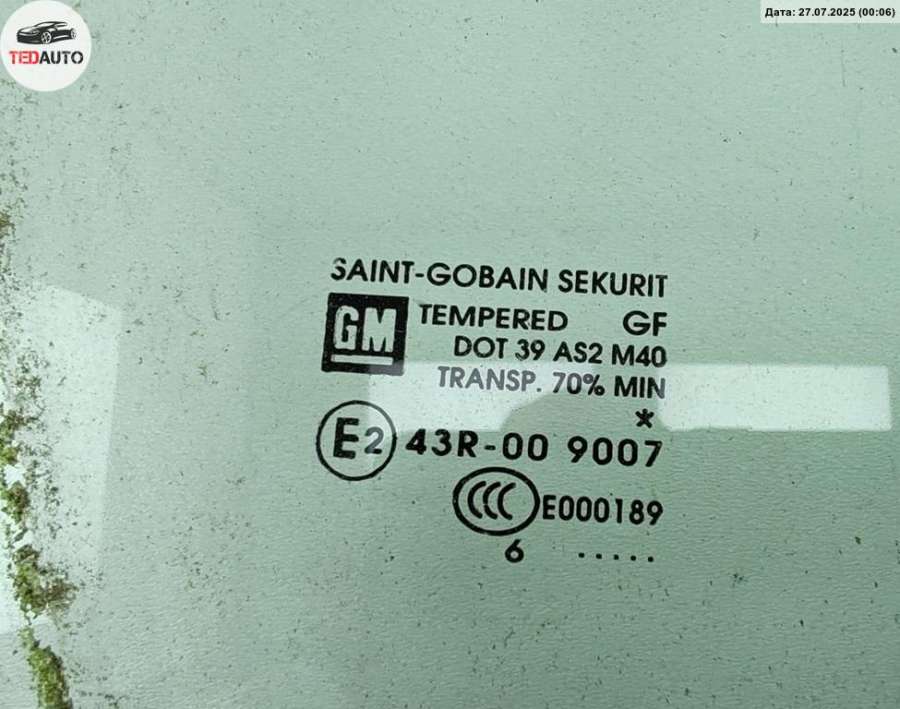 Дата: 27.07.2025 (00:06)
TEDAUTO
SAINT-GOBAIN SEKURIT
GM TEMPERED GF
DOT 39 AS2 M40
TRANSP. 70% MIN
*
E2 43R-00 9007
CCC E000189
6 .....